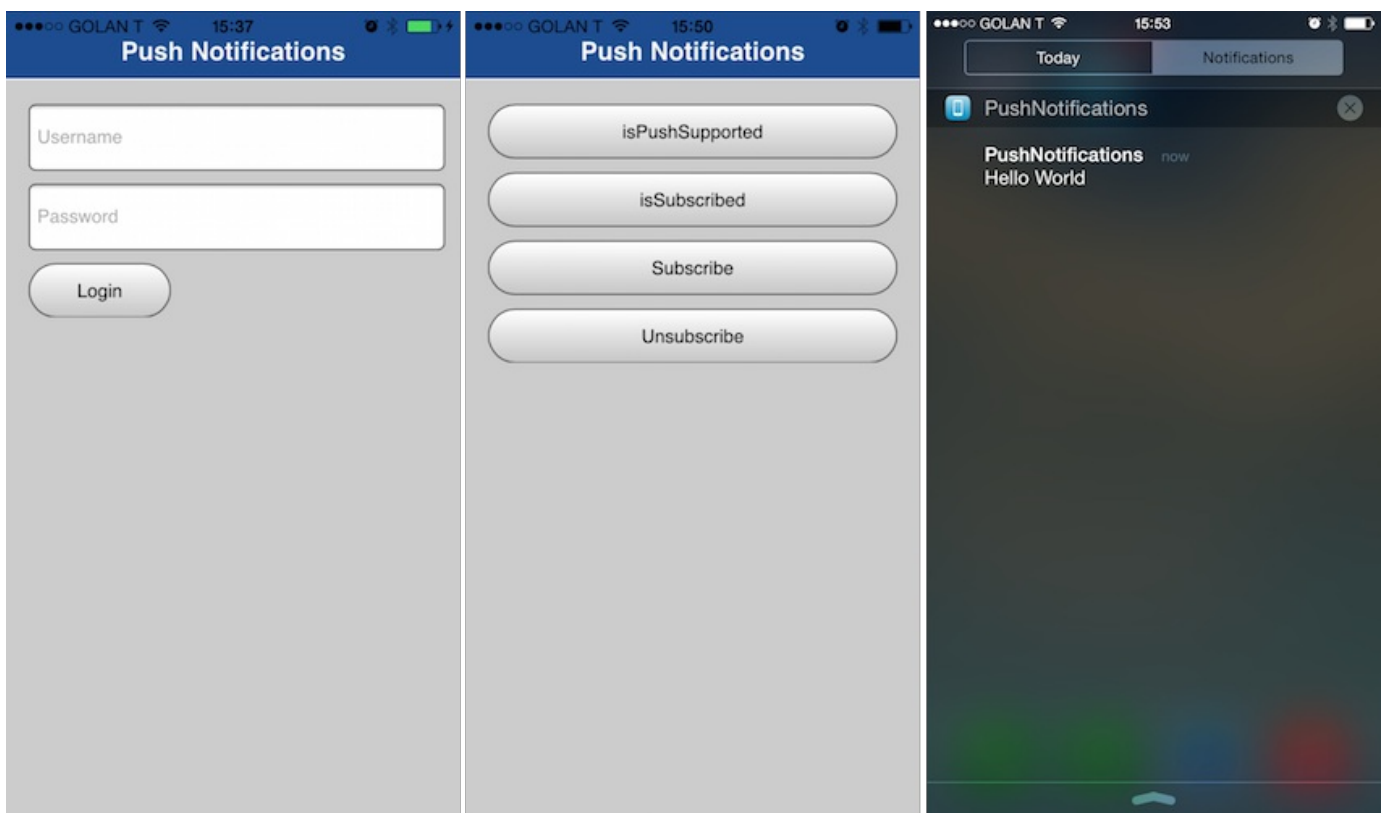 GOLAN T 15:37
Push Notifications
Username
Password
Login
GOLAN T 15:50
Push Notifications
isPushSupported
isSubscribed
Subscribe
Unsubscribe
GOLAN T 15:53
Today Notifications
PushNotifications
PushNotifications now
Hello World